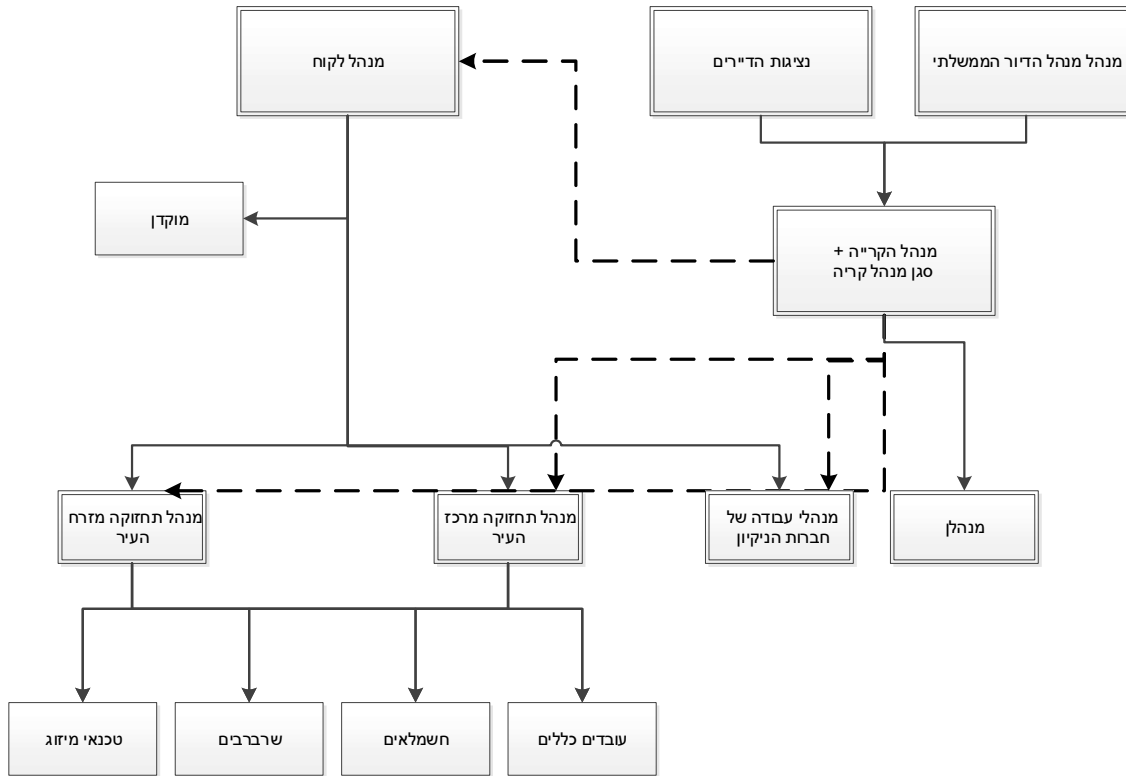 מנהל מנהל הדיור הממשלתי
נציגות הדיירים
מנהל לקוח
מוקדן
מנהל הקרייה +
סגן מנהל קריה
מנהלן
מנהלי עבודה של
חברות הניקיון
מנהל תחזוקה מרכז
העיר
מנהל תחזוקה מזרח
העיר
עובדים כללים
חשמלאים
שרברבים
טכנאי מיזוג